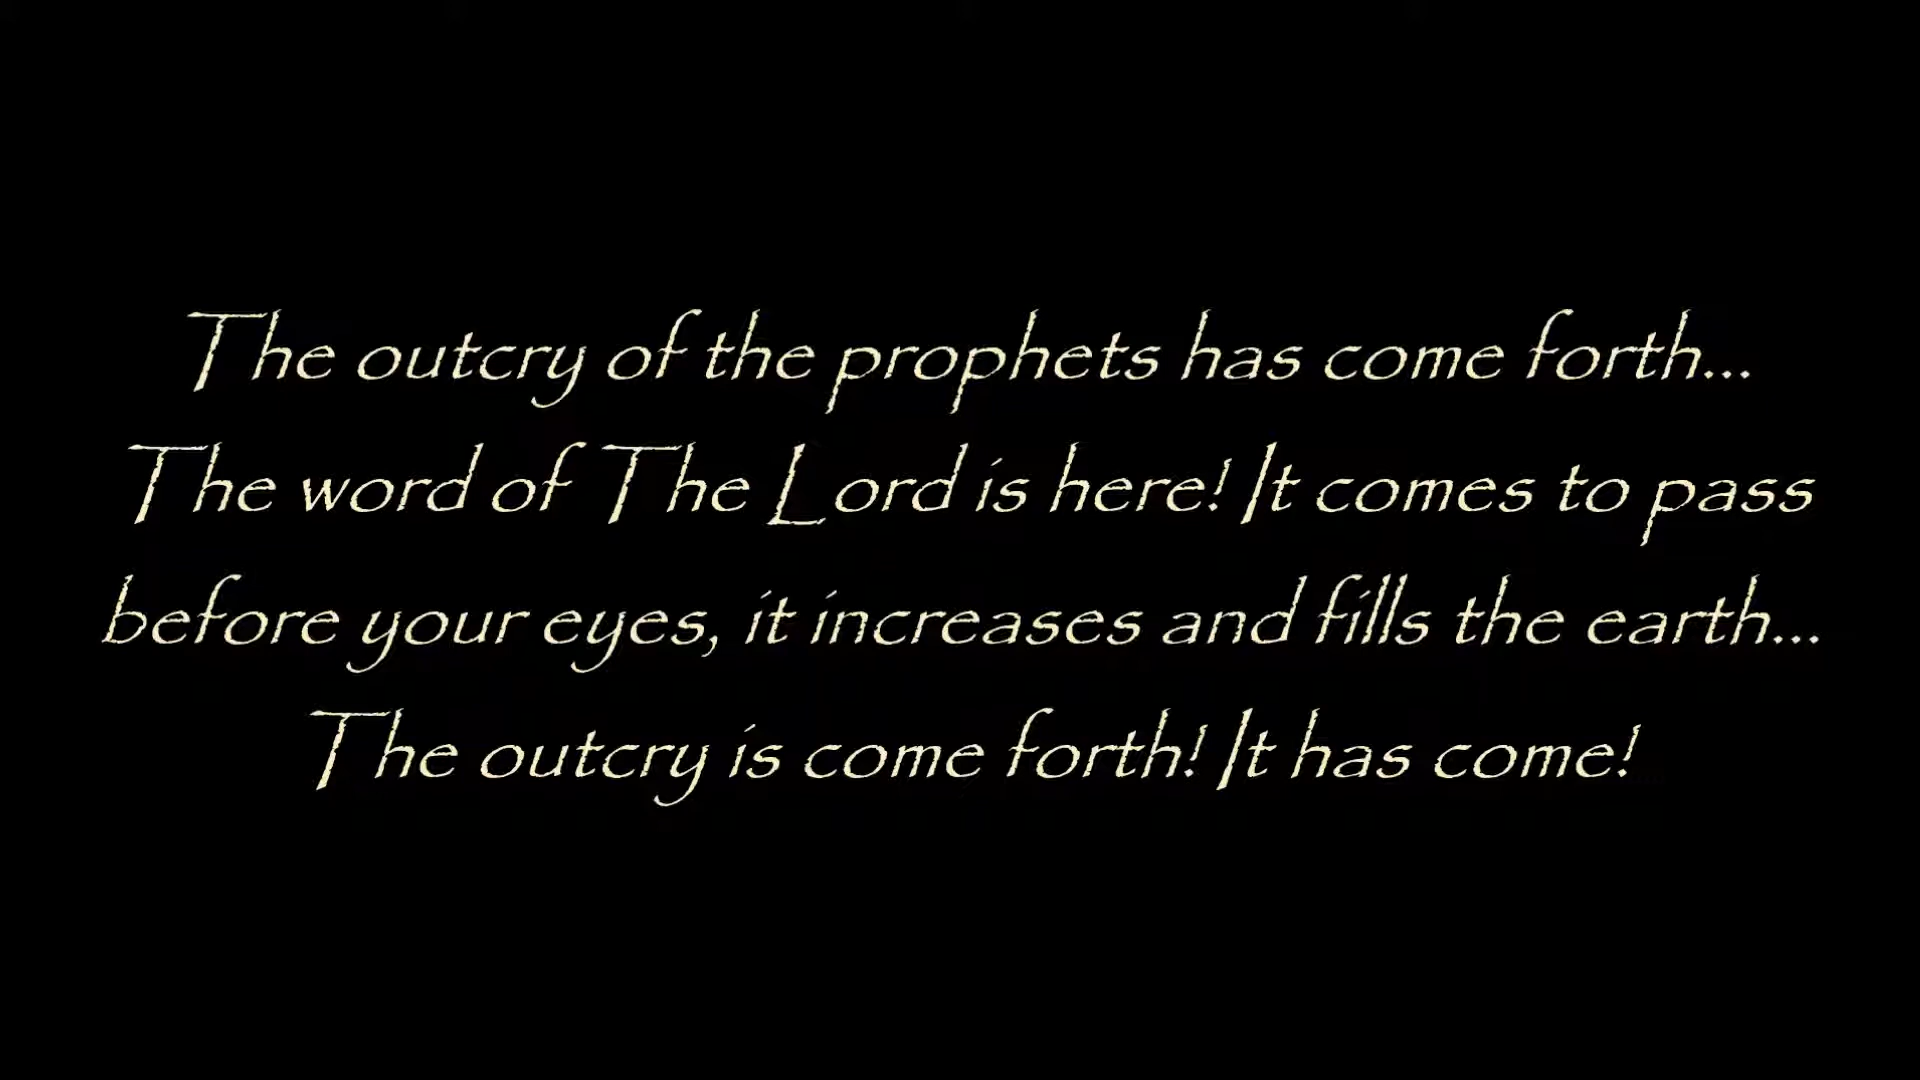 The outcry of the prophets has come forth...
The word of The Lord is here! It comes to pass
before your eyes, it increases and fills the earth...
The outcry is come forth! It has come!